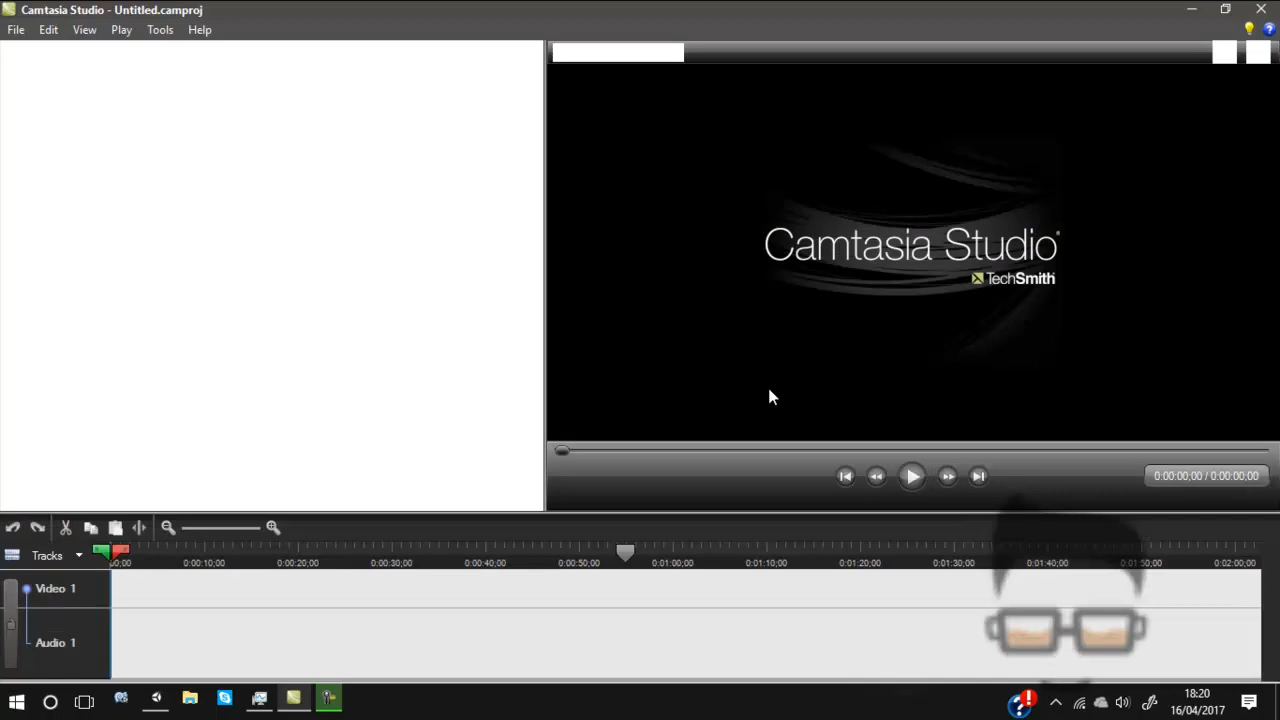 Camtasia Studio - Untitled.camproj
File Edit View Play Tools Help
Camtasia Studio®
TechSmith
0:00:00;00 / 0:00:00;00
Tracks
00;00 0:00:10;00 0:00:20;00 0:00:30;00 0:00:40;00 0:00:50;00 0:01:00;00 0:01:10;00 0:01:20;00 0:01:30;00 0:01:40;00 0:01:50;00 0:02:00;00
Video 1
Audio 1
18:20
16/04/2017